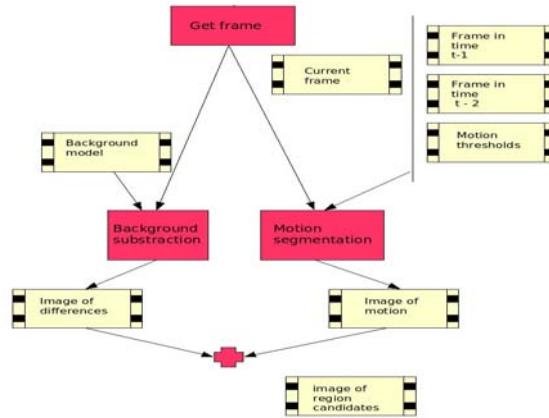 Get frame
Current
frame
Frame in
time
t-1
Frame in
time
t - 2
Motion
thresholds
Background
model
Background
substraction
Motion
segmentation
Image of
differences
Image of
motion
image of
region
candidates